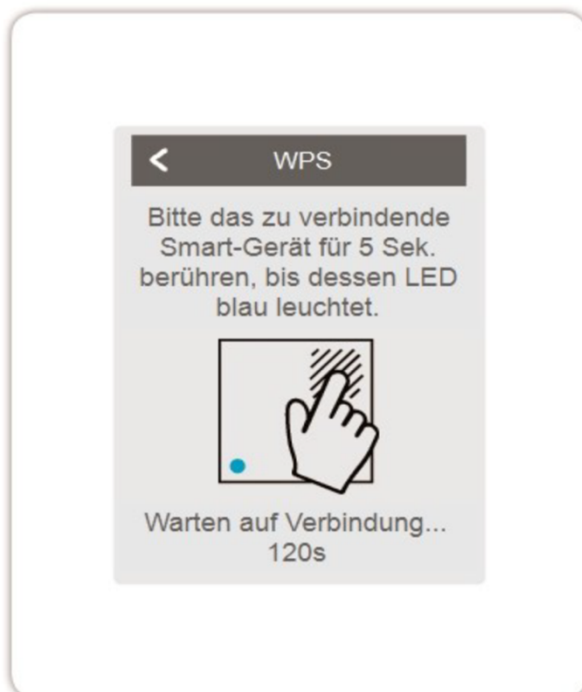 WPS
Bitte das zu verbindende
Smart-Gerät für 5 Sek.
berühren, bis dessen LED
blau leuchtet.
Warten auf Verbindung...
120s